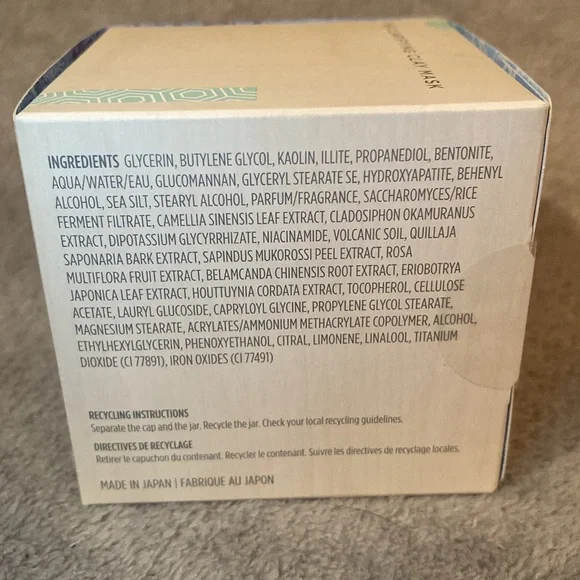 CLAY MASK
INGREDIENTS GLYCERIN, BUTYLENE GLYCOL, KAOLIN, ILLITE, PROPANEDIOL, BENTONITE,
AQUA/WATER/EAU, GLUCOMANNAN, GLYCERYL STEARATE SE, HYDROXYAPATITE, BEHENYL
ALCOHOL, SEA SILT, STEARYL ALCOHOL, PARFUM/FRAGRANCE, SACCHAROMYCES/RICE
FERMENT FILTRATE, CAMELLIA SINENSIS LEAF EXTRACT, CLADOSIPHON OKAMURANUS
EXTRACT, DIPOTASSIUM GLYCYRRHIZATE, NIACINAMIDE, VOLCANIC SOIL, QUILLAJA
SAPONARIA BARK EXTRACT, SAPINDUS MUKOROSSI PEEL EXTRACT, ROSA
MULTIFLORA FRUIT EXTRACT, BELAMCANDA CHINENSIS ROOT EXTRACT, ERIOBOTRYA
JAPONICA LEAF EXTRACT, HOUTTUYNIA CORDATA EXTRACT, TOCOPHEROL, CELLULOSE
ACETATE, LAURYL GLUCOSIDE, CAPRYLOYL GLYCINE, PROPYLENE GLYCOL STEARATE,
MAGNESIUM STEARATE, ACRYLATES/AMMONIUM METHACRYLATE COPOLYMER, ALCOHOL,
ETHYLHEXYLGLYCERIN, PHENOXYETHANOL, CITRAL, LIMONENE, LINALOOL, TITANIUM
DIOXIDE (CI 77891), IRON OXIDES (CI 77491)
RECYCLING INSTRUCTIONS
Separate the cap and the jar. Recycle the jar. Check your local recycling guidelines.
DIRECTIVES DE RECYCLAGE
Retirer le capuchon du contenant. Recycler le contenant. Suivre les directives de recyclage locales.
MADE IN JAPAN | FABRIQUE AU JAPON